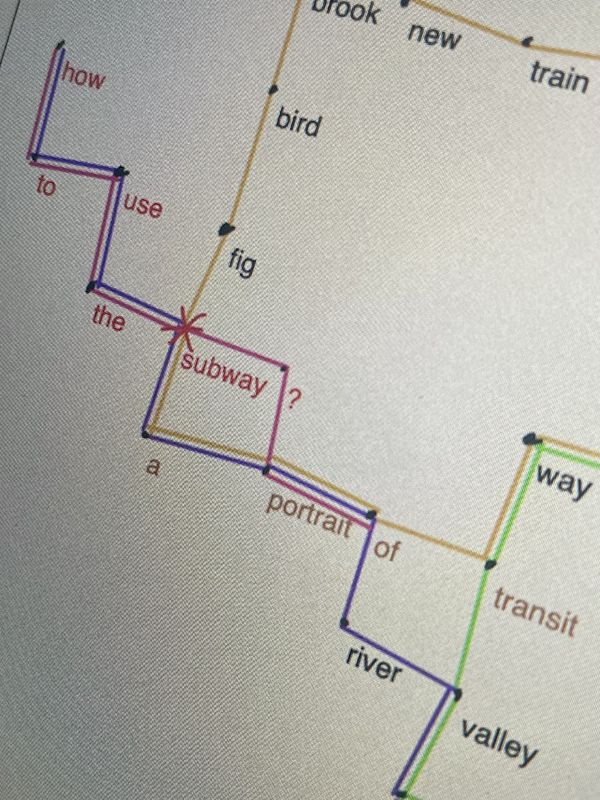 brook
new
train
how
bird
to
use
fig
the
subway
?
a
portrait
of
way
transit
river
valley